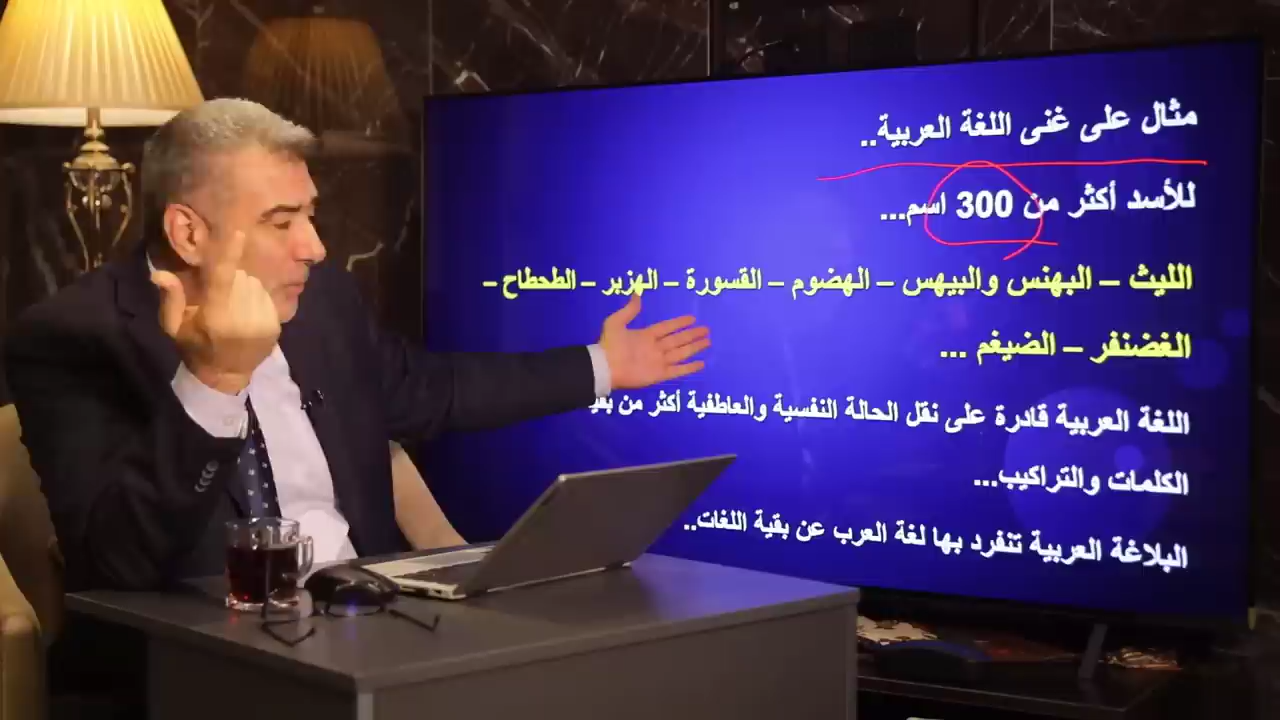 مثال على غنى اللغة العربية..
للأسد أكثر من 300 اسم...
الليث – البهنس والبيهس – الهضوم – القسورة – الهزبر – الطحطاح –
الغضنفر – الضيغم ...
اللغة العربية قادرة على نقل الحالة النفسية والعاطفية أكثر من
الكلمات والتراكيب...
البلاغة العربية تنفرد بها لغة العرب عن بقية اللغات..